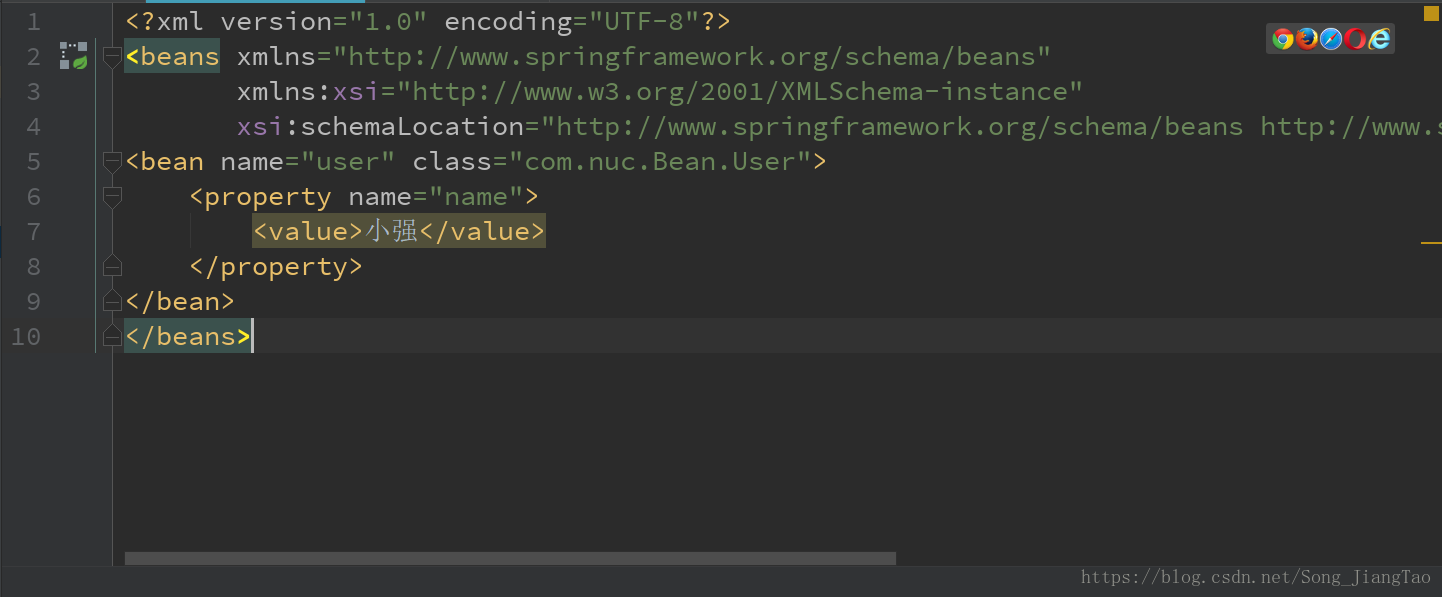 1 <?xml version="1.0" encoding="UTF-8"?>
2 <beans xmlns="http://www.springframework.org/schema/beans"
3 xmlns:xsi="http://www.w3.org/2001/XMLSchema-instance"
4 xsi:schemaLocation="http://www.springframework.org/schema/beans http://www.s
5 <bean name="user" class="com.nuc.Bean.User">
6 <property name="name">
7 <value>小强</value>
8 </property>
9 </bean>
10 </beans>
https://blog.csdn.net/Song_JiangTao